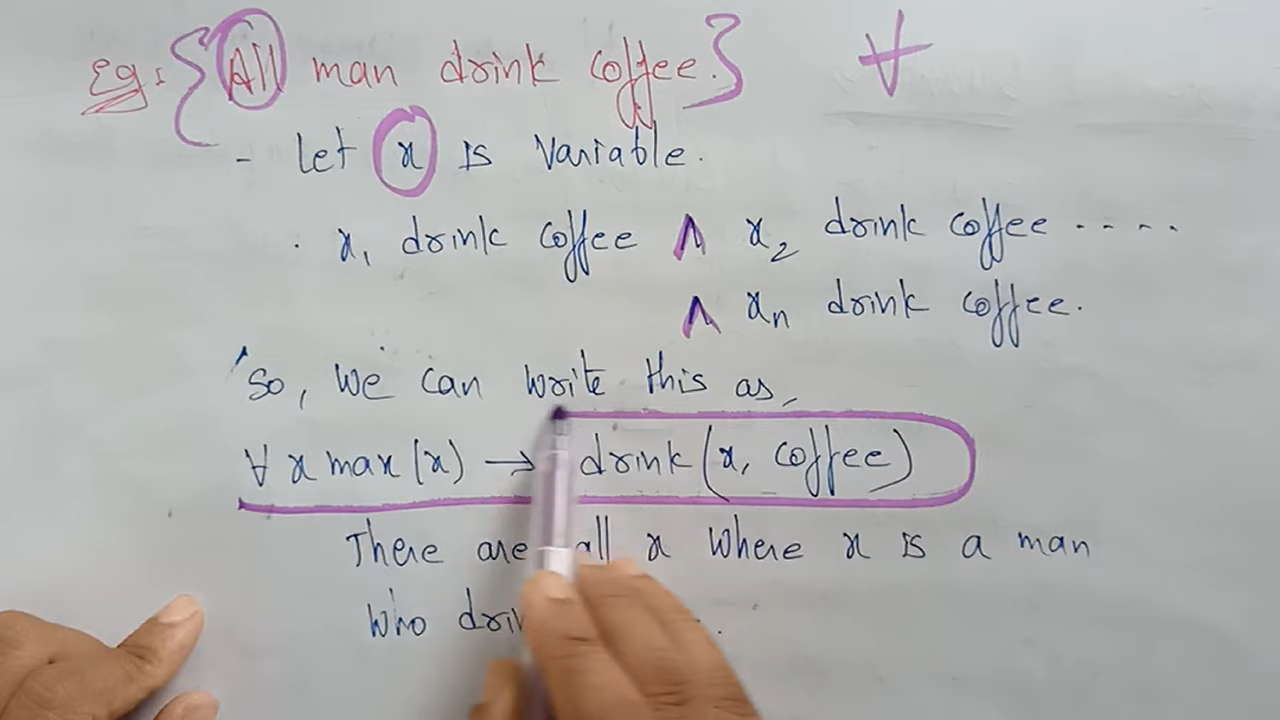 Eg: {All man drink coffee.} ∀
- Let x is variable.
. x₁ drink coffee ∧ x₂ drink coffee ....
∧ xn drink coffee.
So, we can write this as,
∀ x man (x) → drink (x, coffee)
There are all x where x is a man
who